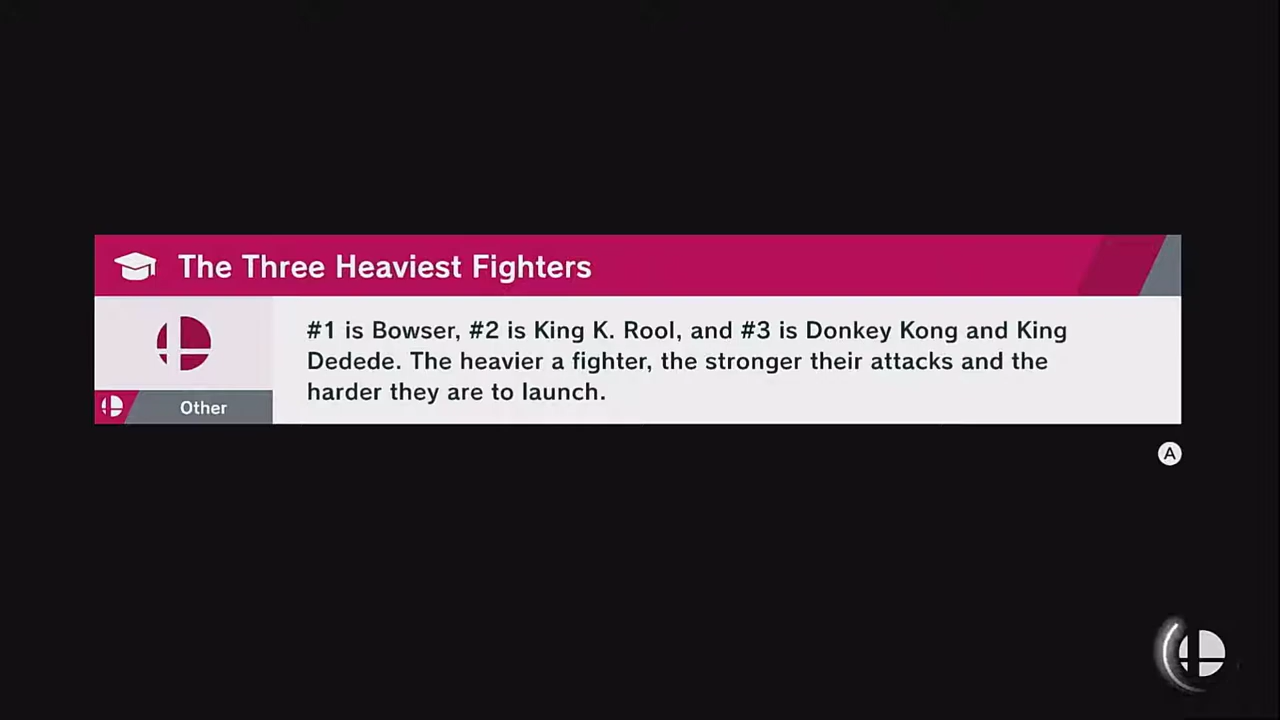 The Three Heaviest Fighters
#1 is Bowser, #2 is King K. Rool, and #3 is Donkey Kong and King
Dedede. The heavier a fighter, the stronger their attacks and the
harder they are to launch.
Other
A